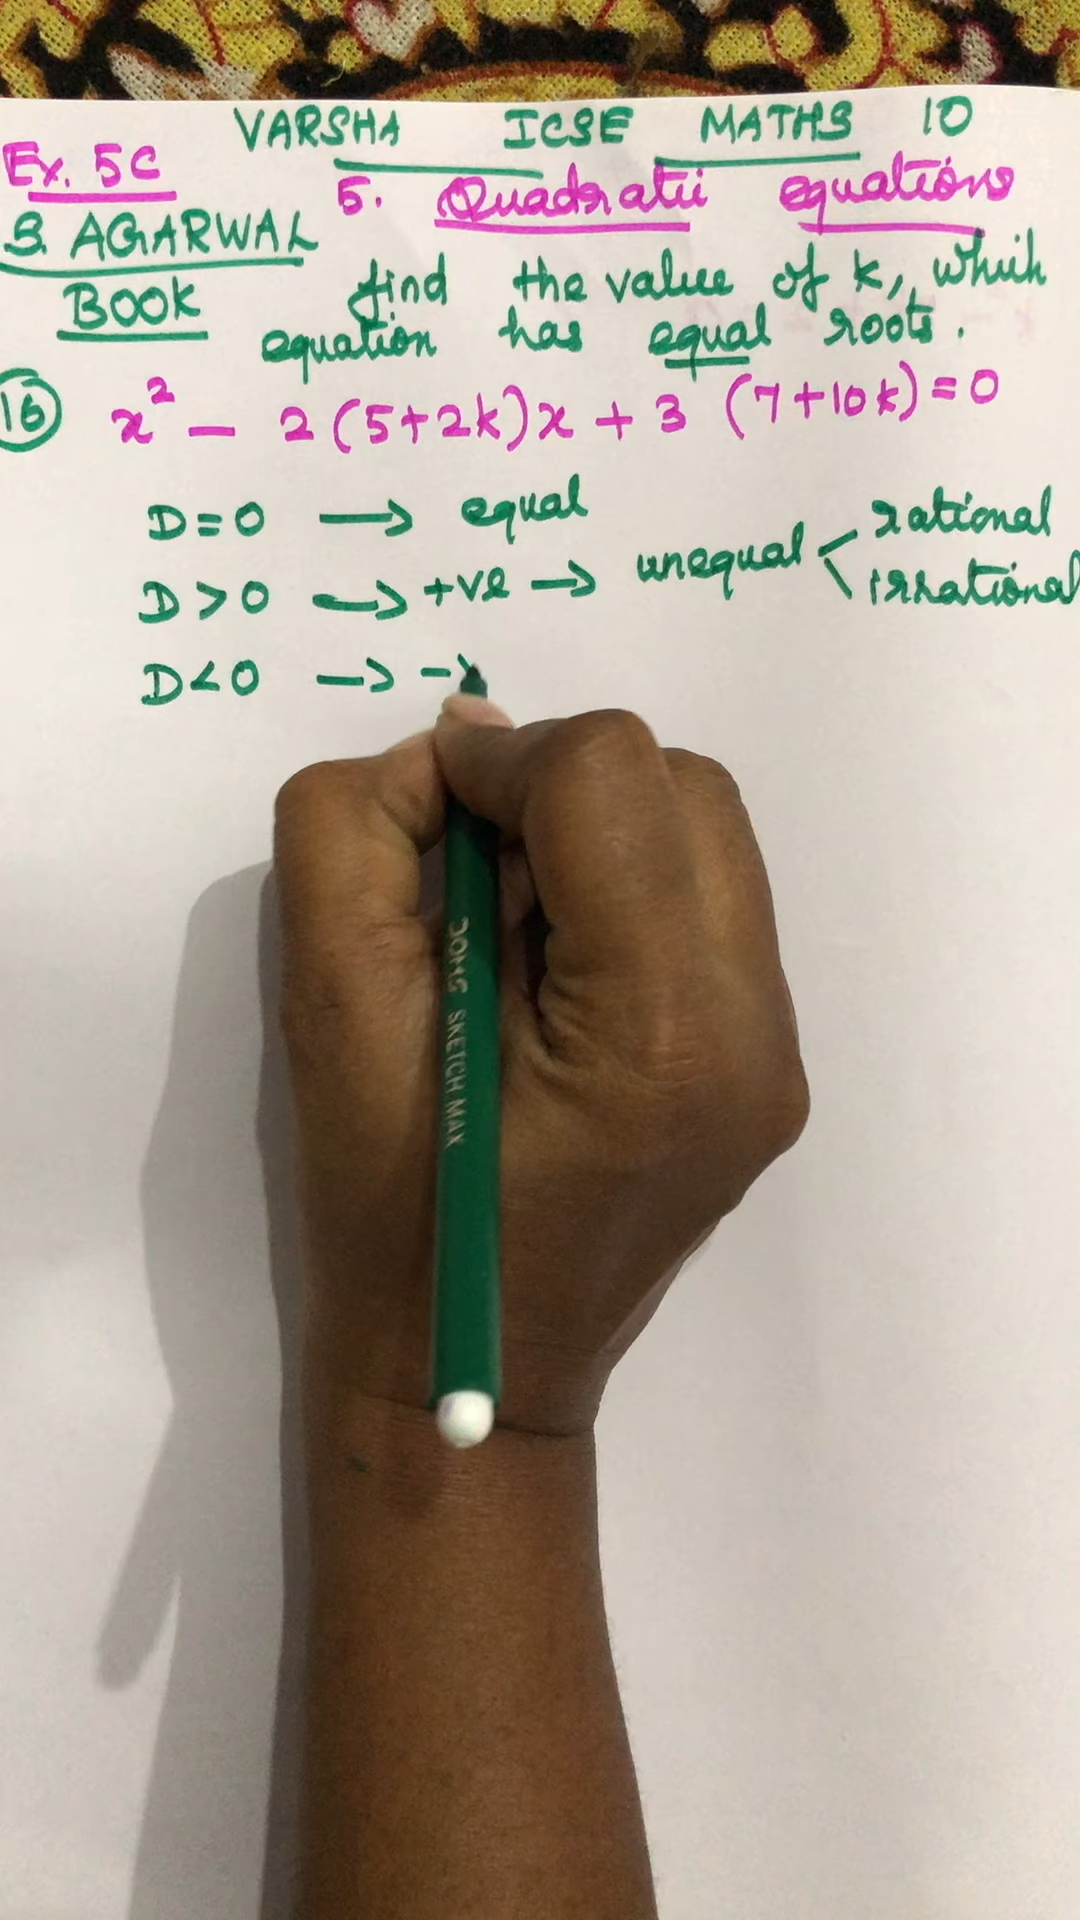 VARSHA ICSE MATHS 10
Ex. 5C
5. Quadratic equations
S. AGARWAL
BOOK
find the value of k, which
equation has equal roots.
16 x² - 2(5+2k)x + 3 (7+10k)=0
D=0 → equal
D>0 → +ve → unequal < rational
irrational
D<0 → -
DOMS SKETCH MAX